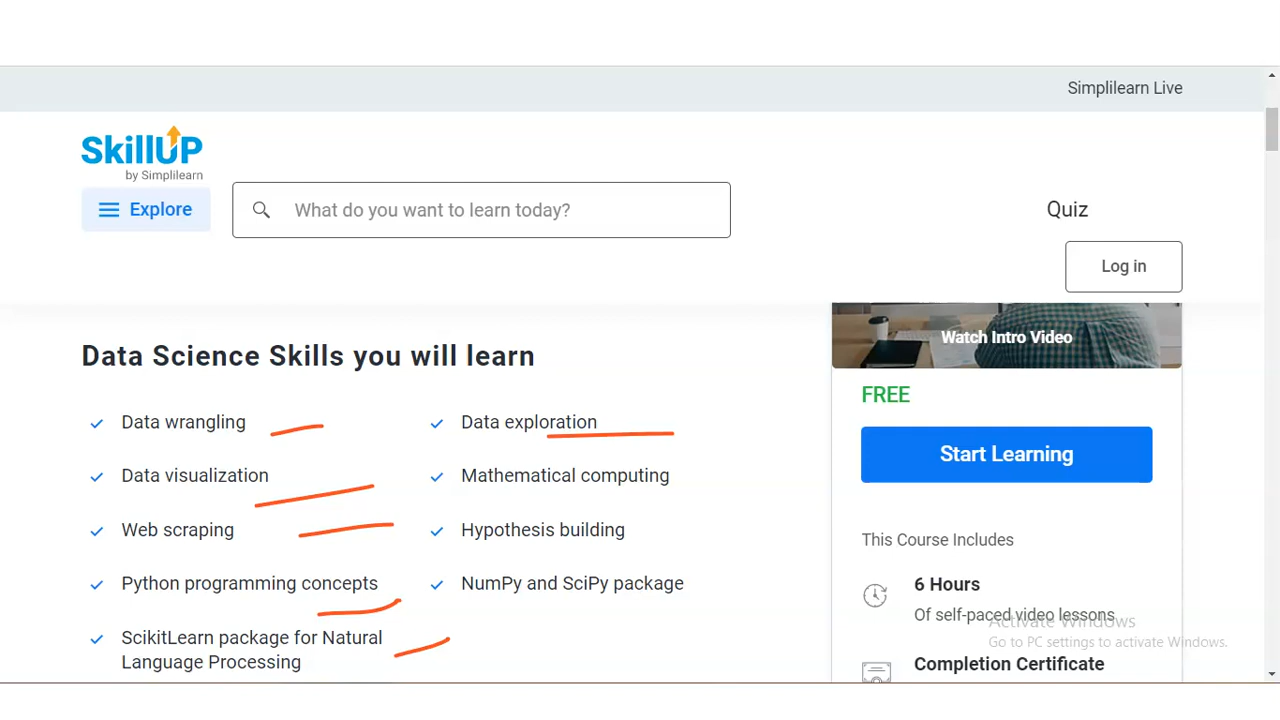 Simplilearn Live
SkillUP
by Simplilearn
Explore
What do you want to learn today?
Quiz
Log in
Data Science Skills you will learn
Data wrangling
Data exploration
Data visualization
Mathematical computing
Web scraping
Hypothesis building
Python programming concepts
NumPy and SciPy package
ScikitLearn package for Natural
Language Processing
Watch Intro Video
FREE
Start Learning
This Course Includes
6 Hours
Of self-paced video lessons
Activate Windows
Go to PC settings to activate Windows.
Completion Certificate